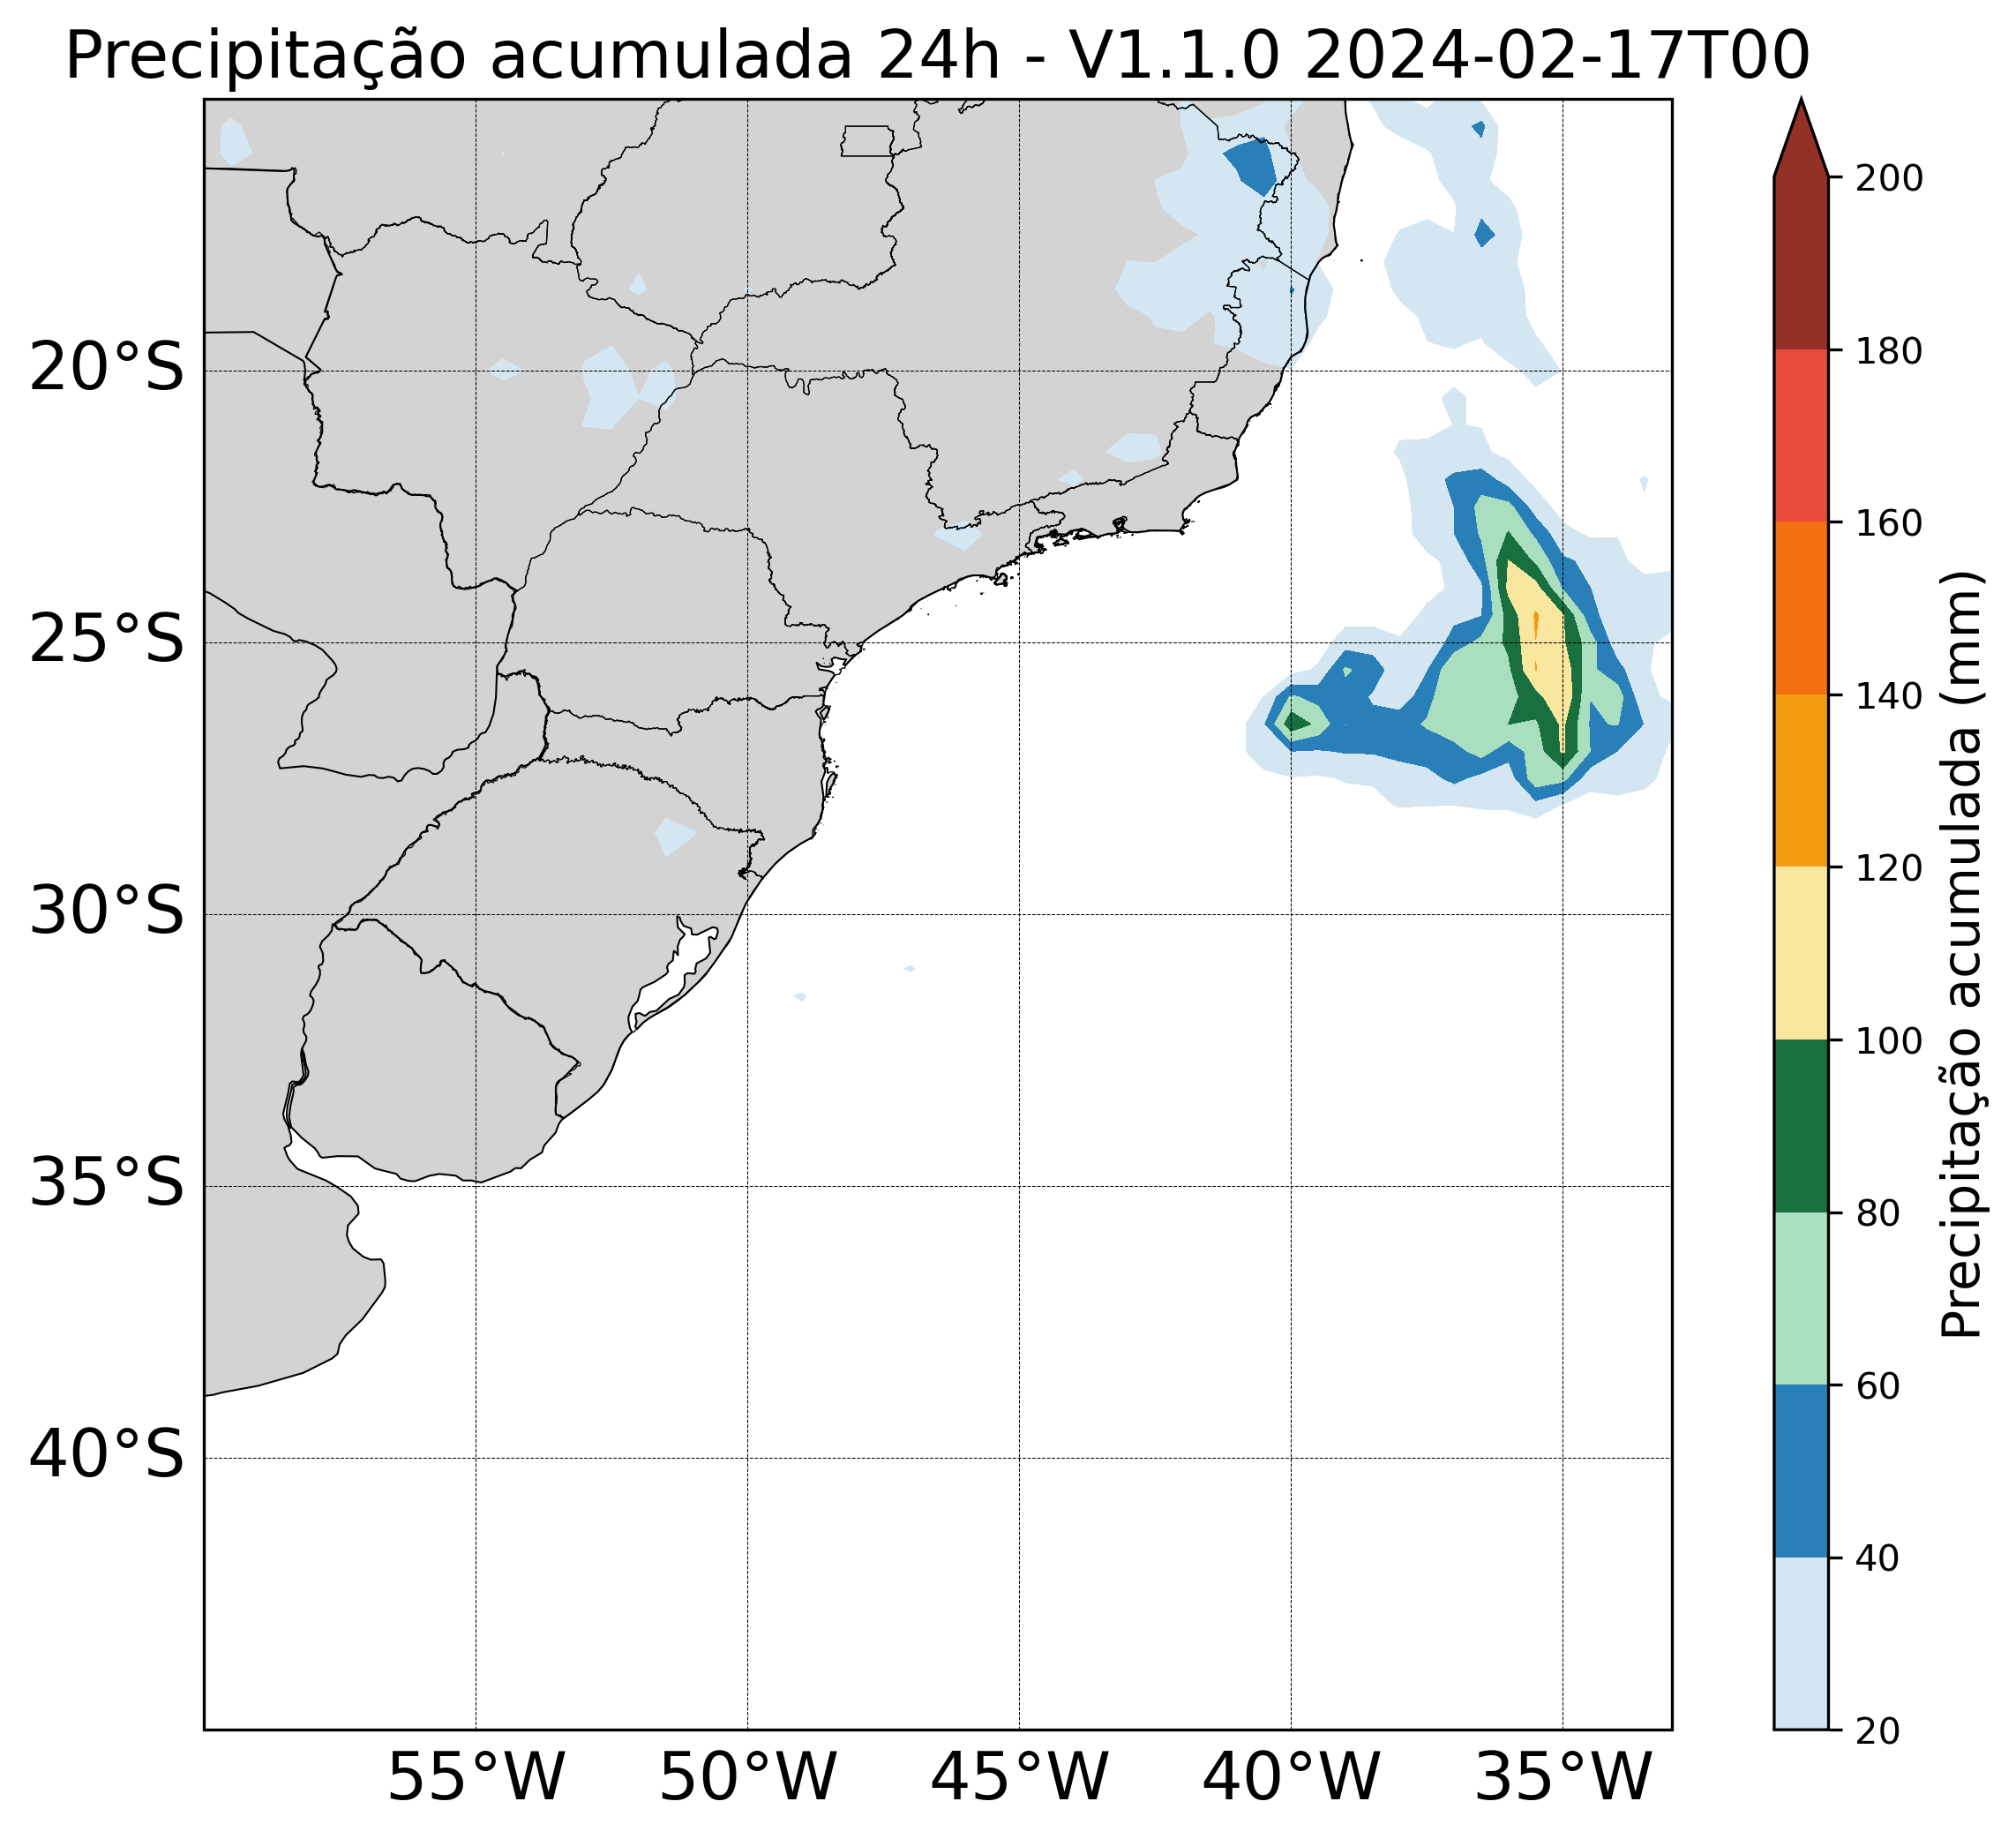 Precipitação acumulada 24h - V1.1.0 2024-02-17T00
20°S
25°S
30°S
35°S
40°S
55°W
50°W
45°W
40°W
35°W
200
180
160
140
120
100
80
60
40
20
Precipitação acumulada (mm)